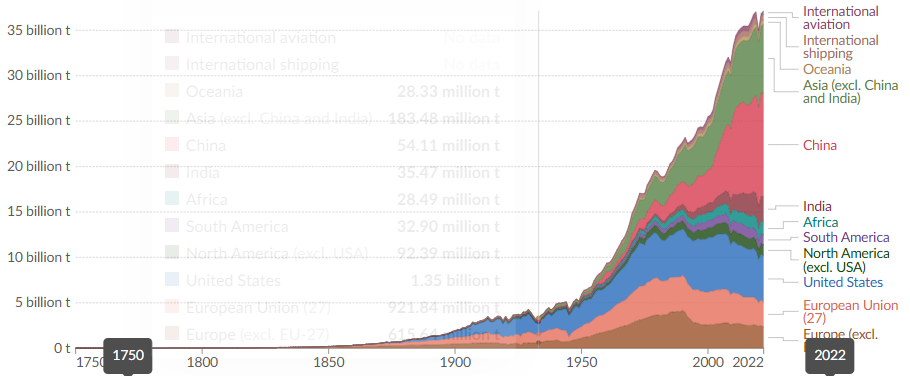 35 billion t
30 billion t
25 billion t
20 billion t
15 billion t
10 billion t
5 billion t
0 t
1750
1800
1850
1900
1950
2000
2022
1750
2022
International aviation No data
International shipping No data
Oceania 28.33 million t
Asia (excl. China and India) 183.48 million t
China 54.11 million t
India 35.47 million t
Africa 28.49 million t
South America 32.90 million t
North America
92.39 million t
United States 1.35 billion t
European Union (27) 921.84 million t
Europe (excl. EU-27) 615.6
International
aviation
International
shipping
Oceania
Asia (excl. China
and India)
China
India
Africa
South America
North America
(excl. USA)
United States
European Union
(27)
Europe (excl.